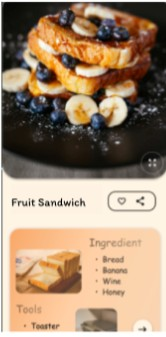 Fruit Sandwich
Ingredient
• Bread
• Banana
• Wine
• Honey
Tools
• Toaster